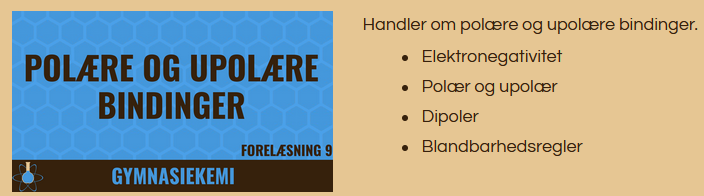 POLÆRE OG UPOLÆRE
BINDINGER
FORELÆSNING 9
GYMNASIEKEMI
Handler om polære og upolære bindinger.
• Elektronegativitet
• Polær og upolær
• Dipoler
• Blandbarhedsregler